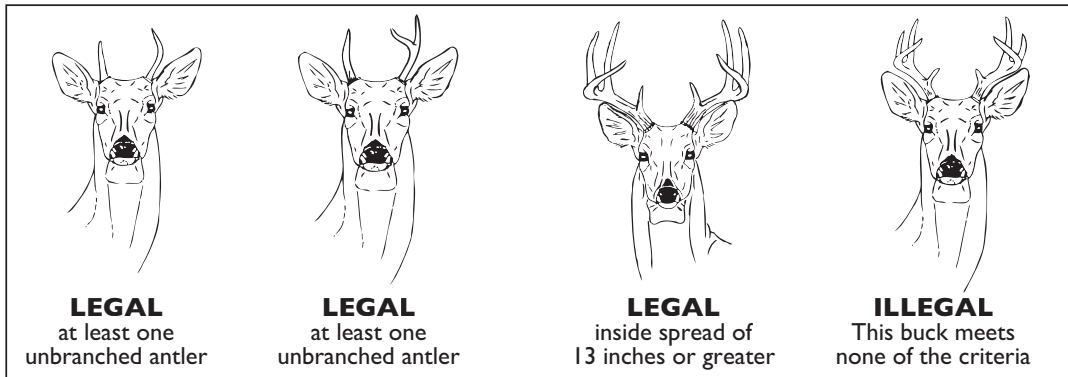 LEGAL
at least one
unbranched antler
LEGAL
at least one
unbranched antler
LEGAL
inside spread of
13 inches or greater
ILLEGAL
This buck meets
none of the criteria